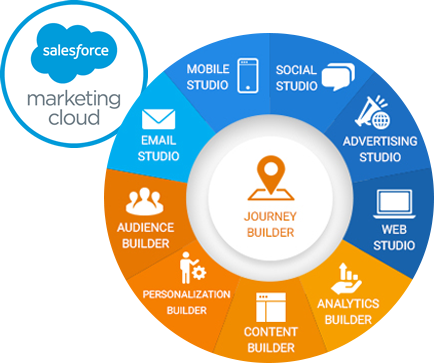 salesforce
marketing
cloud
MOBILE
STUDIO
SOCIAL
STUDIO
ADVERTISING
STUDIO
WEB
STUDIO
ANALYTICS
BUILDER
CONTENT
BUILDER
PERSONALIZATION
BUILDER
AUDIENCE
BUILDER
EMAIL
STUDIO
JOURNEY
BUILDER